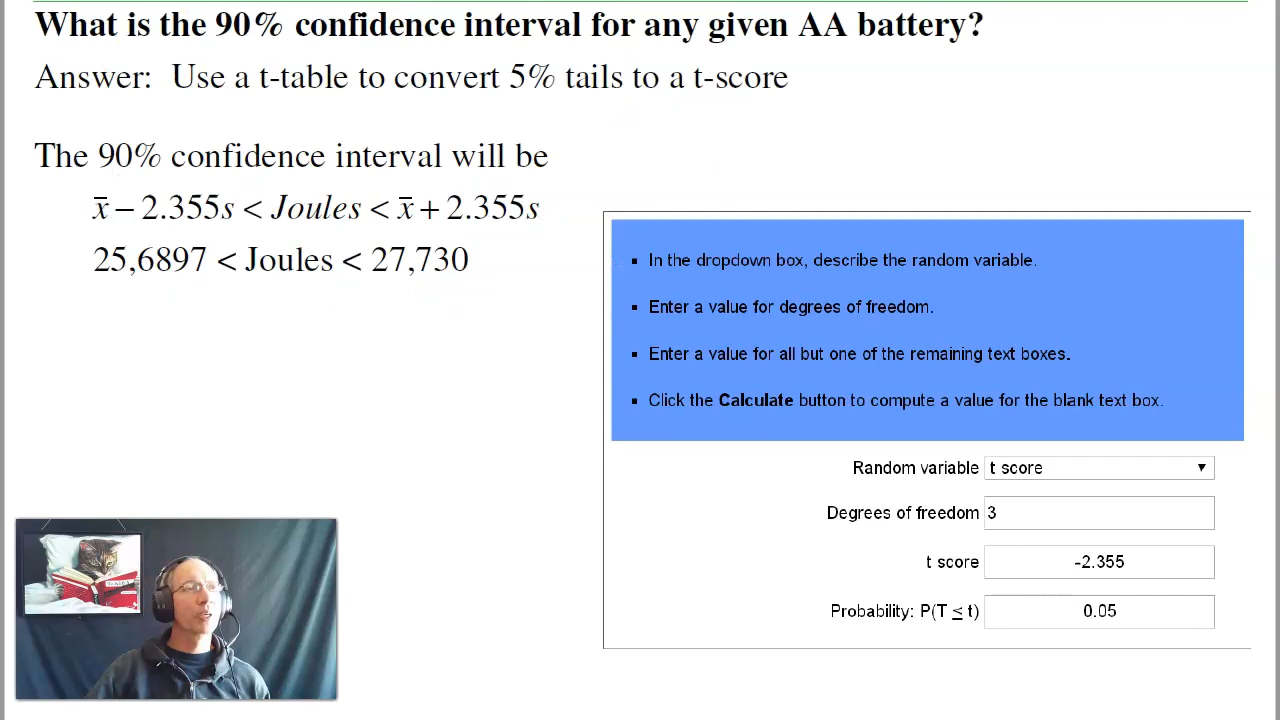 What is the 90% confidence interval for any given AA battery?
Answer: Use a t-table to convert 5% tails to a t-score
The 90% confidence interval will be
x̄ − 2.355s < Joules < x̄ + 2.355s
25,6897 < Joules < 27,730
▪ In the dropdown box, describe the random variable.
▪ Enter a value for degrees of freedom.
▪ Enter a value for all but one of the remaining text boxes.
▪ Click the Calculate button to compute a value for the blank text box.
Random variable t score ▼
Degrees of freedom 3
t score -2.355
Probability: P(T ≤ t) 0.05